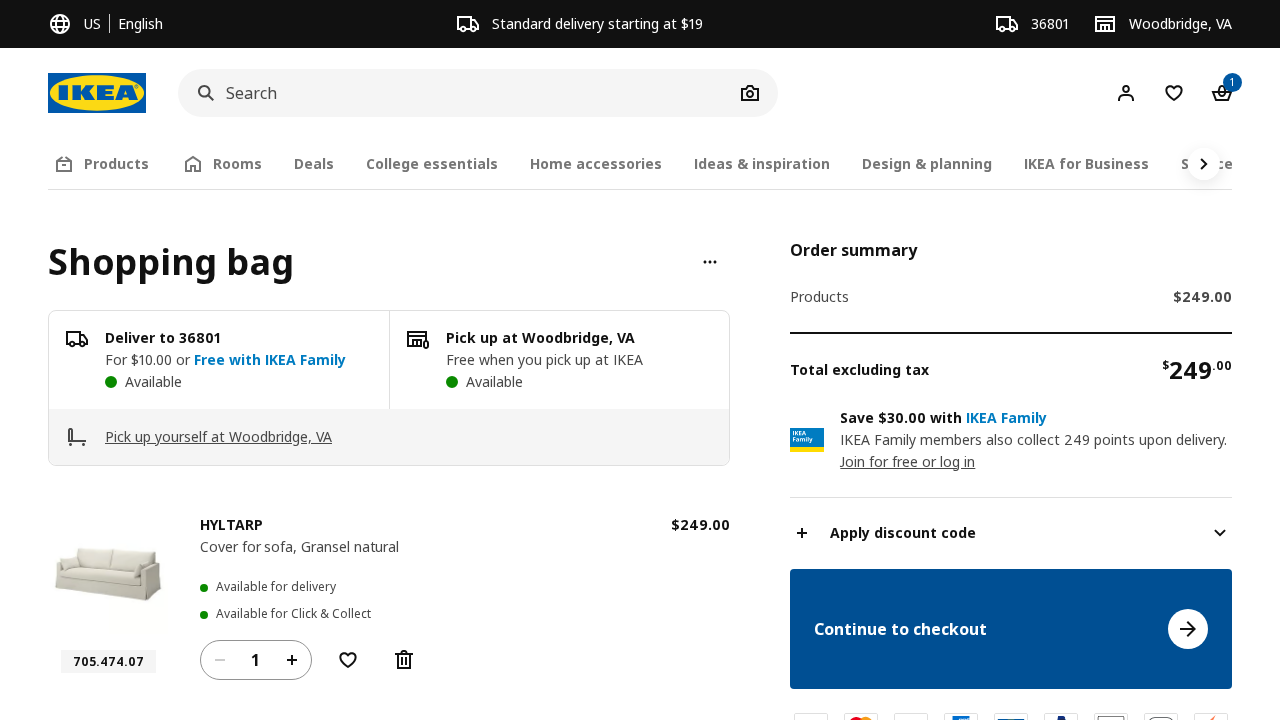 US English
Standard delivery starting at $19
36801
Woodbridge, VA
IKEA
Search
1
Products
Rooms
Deals
College essentials
Home accessories
Ideas & inspiration
Design & planning
IKEA for Business
Shopping bag
Deliver to 36801
For $10.00 or Free with IKEA Family
Available
Pick up at Woodbridge, VA
Free when you pick up at IKEA
Available
Pick up yourself at Woodbridge, VA
HYLTARP
$249.00
Cover for sofa, Gransel natural
Available for delivery
Available for Click & Collect
705.474.07
1
Order summary
Products $249.00
Total excluding tax $249.00
IKEA
Family
Save $30.00 with IKEA Family
IKEA Family members also collect 249 points upon delivery.
Join for free or log in
Apply discount code
Continue to checkout